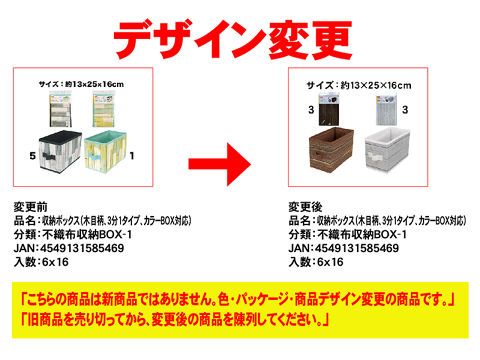 デザイン変更
サイズ：約13x25x16cm
5
1
サイズ：約13×25×16cm
3
3
変更前
品名：収納ボックス(木目柄、3分1タイプ、カラーBOX対応)
分類：不織布収納BOX-1
JAN：4549131585469
入数：6x16
変更後
品名：収納ボックス(木目柄、3分1タイプ、カラーBOX対応)
分類：不織布収納BOX-1
JAN：4549131585469
入数：6x16
「こちらの商品は新商品ではありません。色・パッケージ・商品デザイン変更の商品です。」
「旧商品を売り切ってから、変更後の商品を陳列してください。」